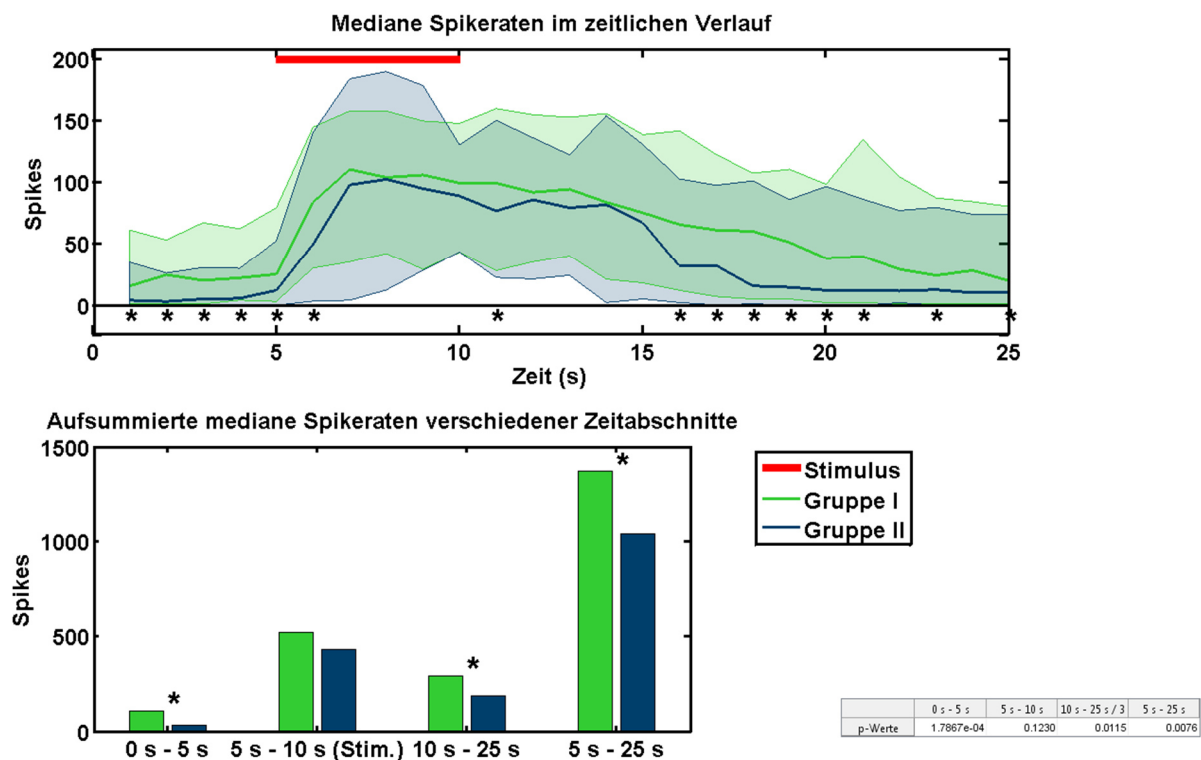 Mediane Spikeraten im zeitlichen Verlauf
200
150
100
50
0
Spikes
* * * * * * * * * * * * * * *
0 5 10 15 20 25
Zeit (s)
Aufsummierte mediane Spikeraten verschiedener Zeitabschnitte
1500
1000
500
0
Spikes
* * *
0 s - 5 s 5 s - 10 s (Stim.) 10 s - 25 s 5 s - 25 s
Stimulus
Gruppe I
Gruppe II
0 s - 5 s 5 s - 10 s 10 s - 25 s / 3 5 s - 25 s
p-Werte 1.7867e-04 0.1230 0.0115 0.0076